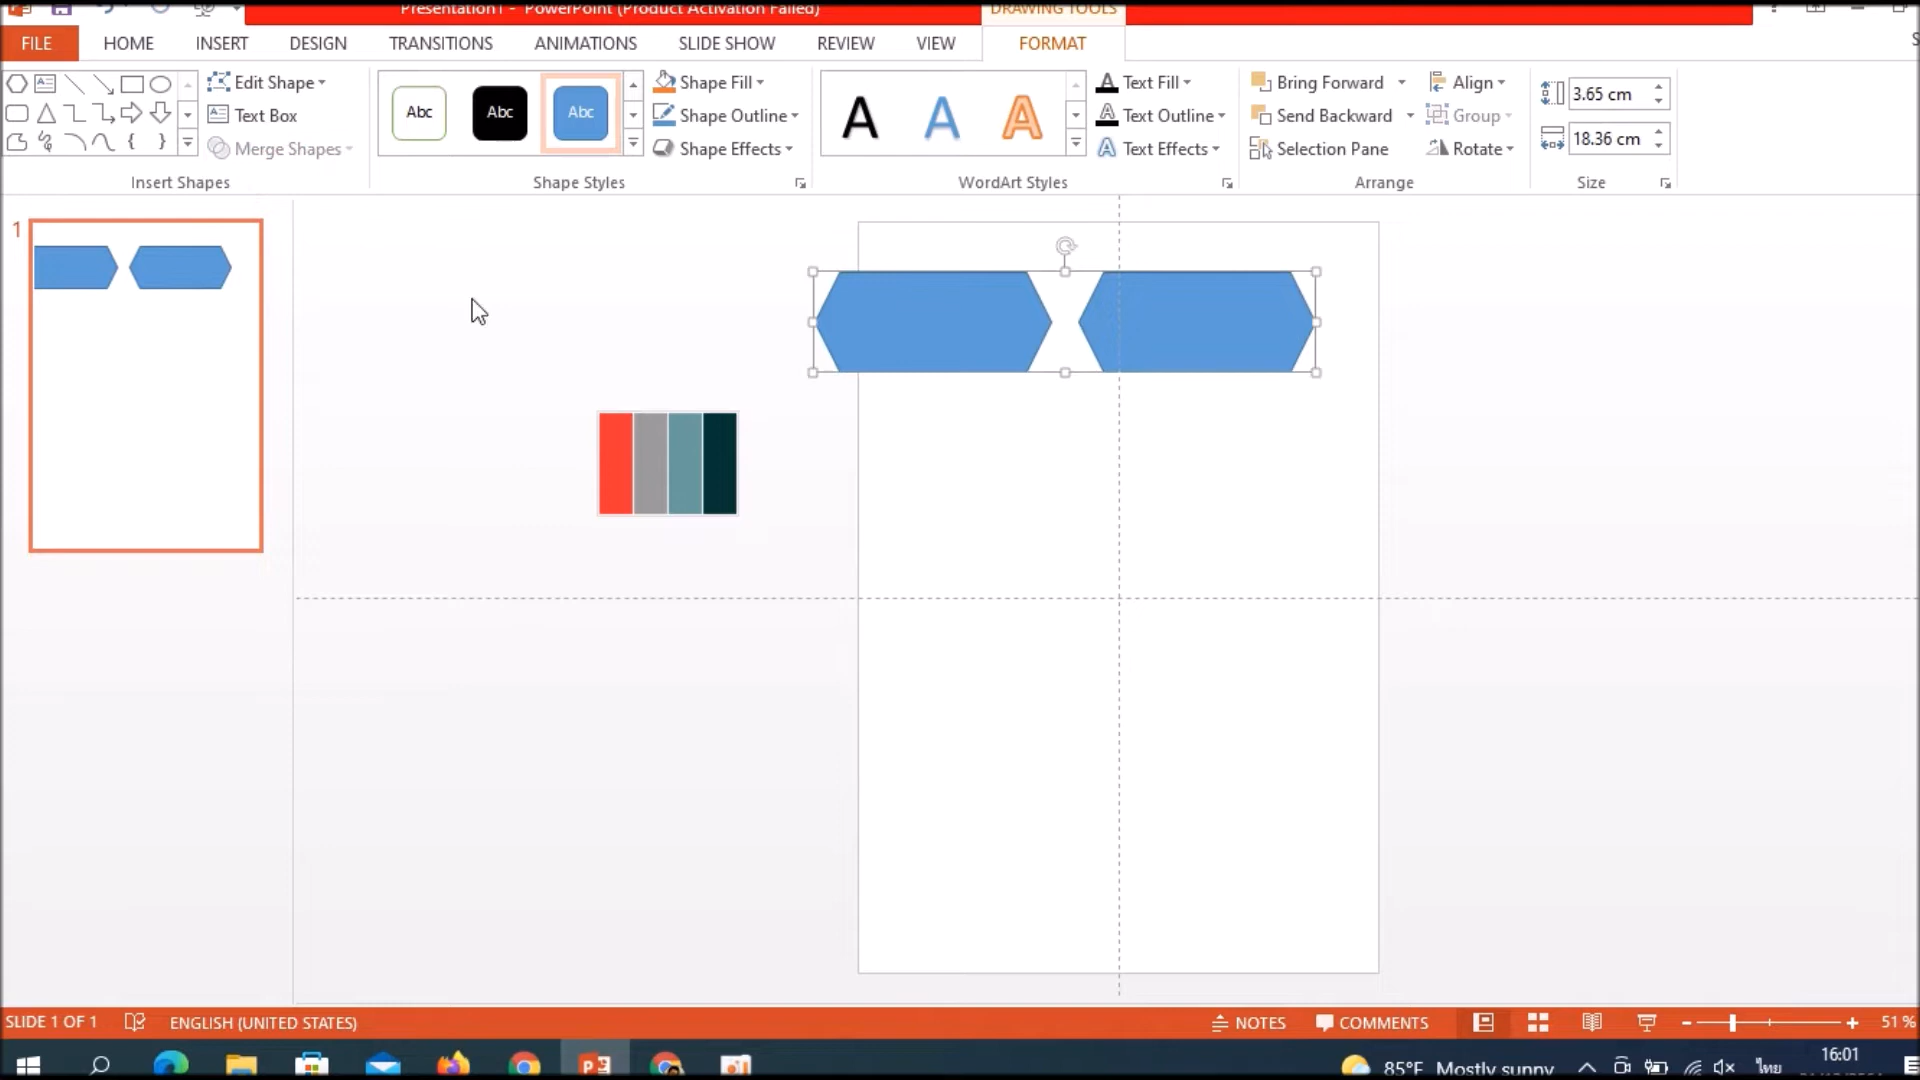 Presentation1 - PowerPoint (Product Activation Failed)
DRAWING TOOLS
FILE HOME INSERT DESIGN TRANSITIONS ANIMATIONS SLIDE SHOW REVIEW VIEW FORMAT
Edit Shape
Text Box
Merge Shapes
Insert Shapes
Abc Abc Abc
Shape Fill
Shape Outline
Shape Effects
Shape Styles
A A A
Text Fill
Text Outline
Text Effects
WordArt Styles
Bring Forward
Send Backward
Selection Pane
Align
Group
Rotate
Arrange
3.65 cm
18.36 cm
Size
1
SLIDE 1 OF 1
ENGLISH (UNITED STATES)
NOTES
COMMENTS
51 %
85°F Mostly sunny
ไทย
16:01